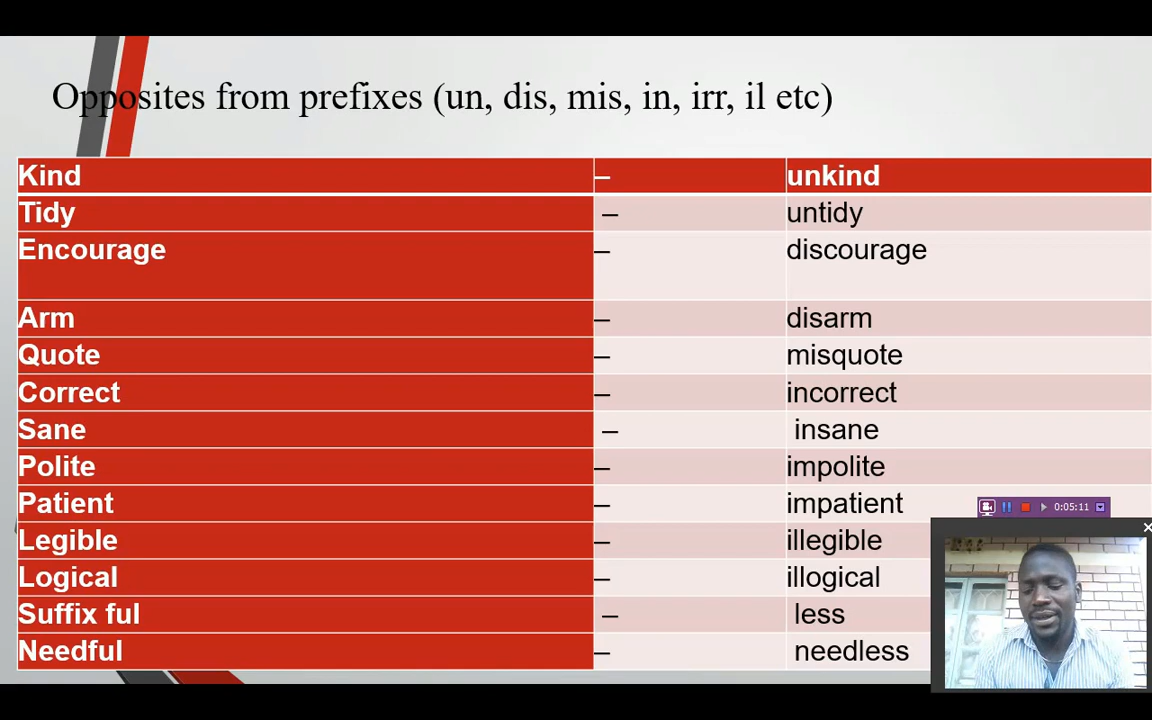 Opposites from prefixes (un, dis, mis, in, irr, il etc)
Kind – unkind
Tidy – untidy
Encourage – discourage
Arm – disarm
Quote – misquote
Correct – incorrect
Sane – insane
Polite – impolite
Patient – impatient
Legible – illegible
Logical – illogical
Suffix ful – less
Needful – needless
0:05:11